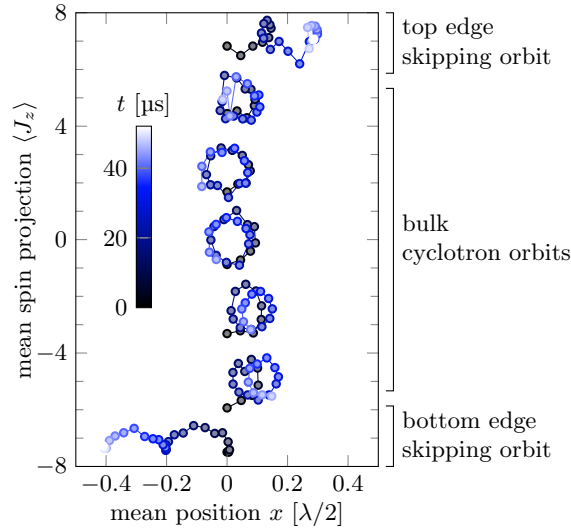 8
4
0
−4
−8
mean spin projection ⟨J_z⟩
t [µs]
40
20
0
top edge
skipping orbit
bulk
cyclotron orbits
bottom edge
skipping orbit
−0.4 −0.2 0 0.2 0.4
mean position x [λ/2]